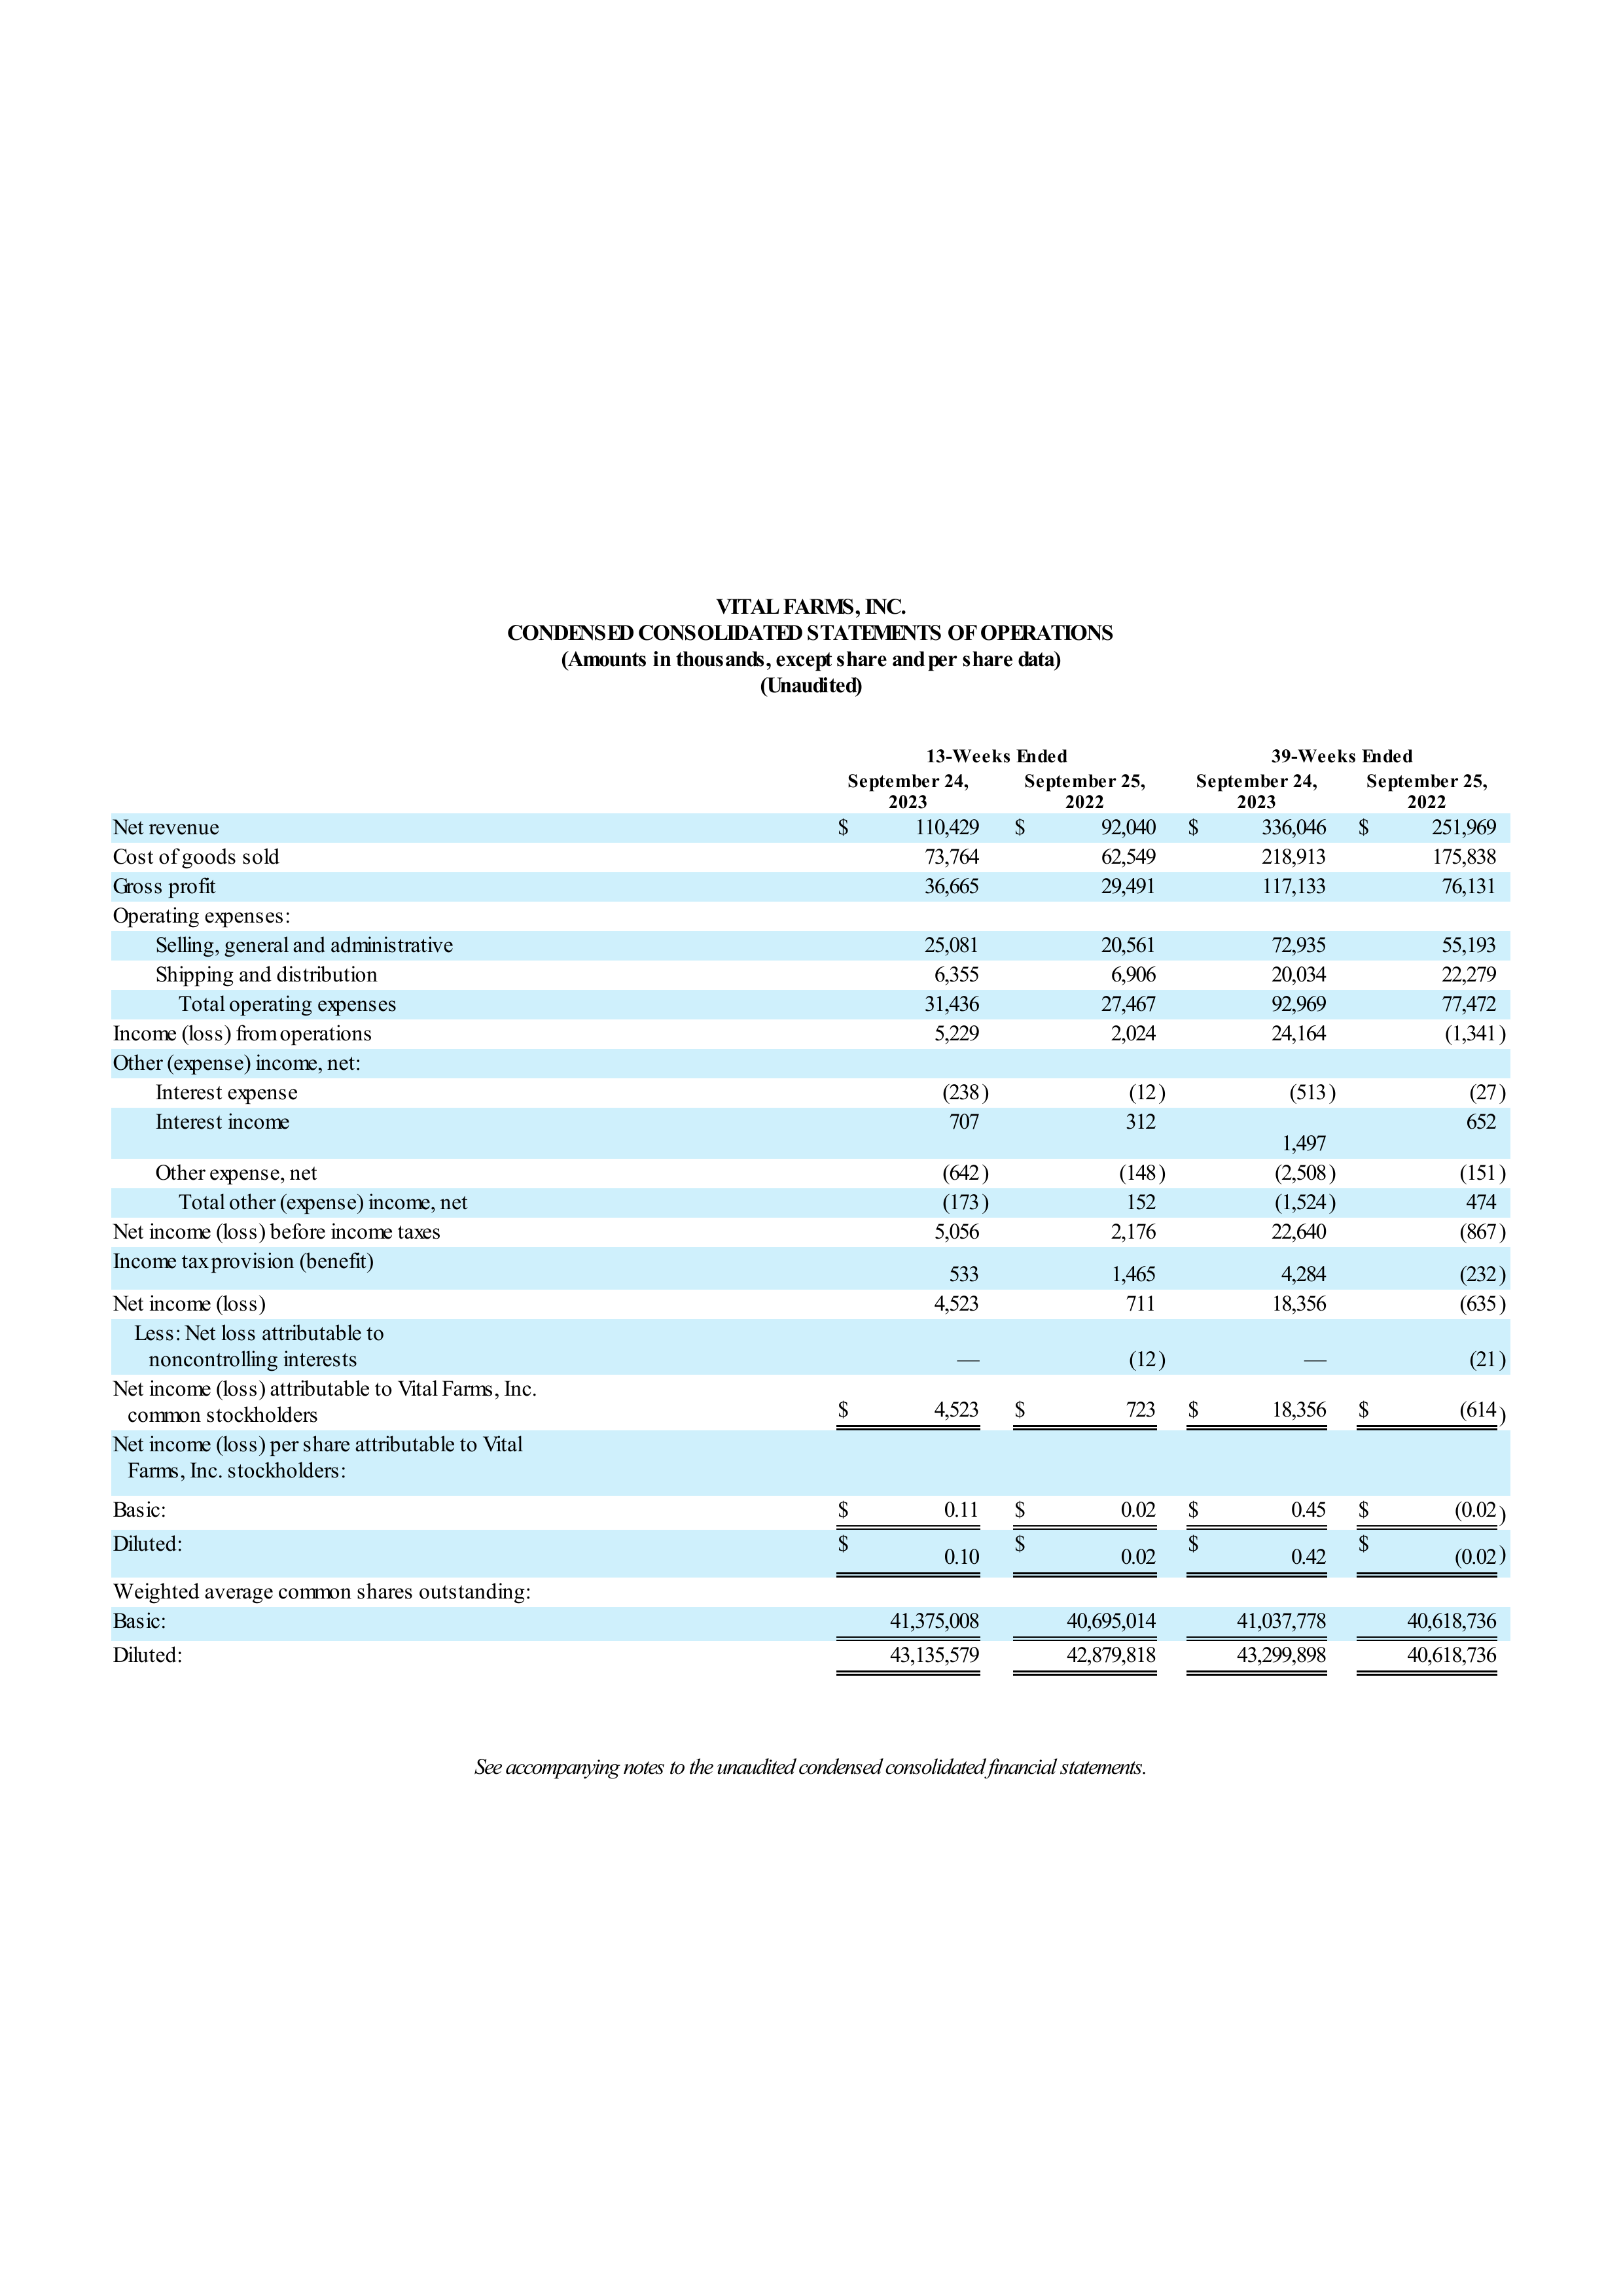 VITAL FARMS, INC.
CONDENSED CONSOLIDATED STATEMENTS OF OPERATIONS
(Amounts in thousands, except share and per share data)
(Unaudited)
13-Weeks Ended 39-Weeks Ended
September 24, 2023 September 25, 2022 September 24, 2023 September 25, 2022
Net revenue $ 110,429 $ 92,040 $ 336,046 $ 251,969
Cost of goods sold 73,764 62,549 218,913 175,838
Gross profit 36,665 29,491 117,133 76,131
Operating expenses:
Selling, general and administrative 25,081 20,561 72,935 55,193
Shipping and distribution 6,355 6,906 20,034 22,279
Total operating expenses 31,436 27,467 92,969 77,472
Income (loss) from operations 5,229 2,024 24,164 (1,341)
Other (expense) income, net:
Interest expense (238) (12) (513) (27)
Interest income 707 312 1,497 652
Other expense, net (642) (148) (2,508) (151)
Total other (expense) income, net (173) 152 (1,524) 474
Net income (loss) before income taxes 5,056 2,176 22,640 (867)
Income tax provision (benefit) 533 1,465 4,284 (232)
Net income (loss) 4,523 711 18,356 (635)
Less: Net loss attributable to
noncontrolling interests — (12) — (21)
Net income (loss) attributable to Vital Farms, Inc.
common stockholders $ 4,523 $ 723 $ 18,356 $ (614)
Net income (loss) per share attributable to Vital
Farms, Inc. stockholders:
Basic: $ 0.11 $ 0.02 $ 0.45 $ (0.02)
Diluted: $ 0.10 $ 0.02 $ 0.42 $ (0.02)
Weighted average common shares outstanding:
Basic: 41,375,008 40,695,014 41,037,778 40,618,736
Diluted: 43,135,579 42,879,818 43,299,898 40,618,736
See accompanying notes to the unaudited condensed consolidated financial statements.